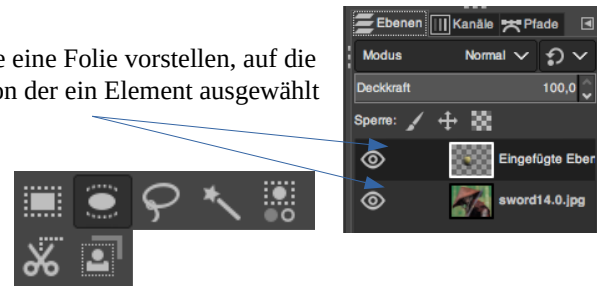 eine Folie vorstellen, auf die
der ein Element ausgewählt
Ebenen Kanäle Pfade
Modus Normal
Deckkraft 100,0
Sperre:
Eingefügte Eber
sword14.0.jpg